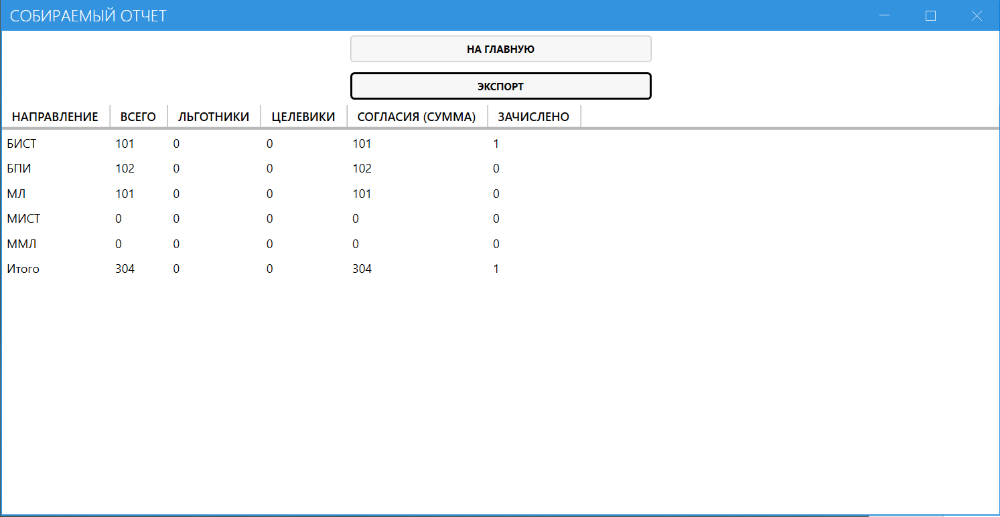 СОБИРАЕМЫЙ ОТЧЕТ
НА ГЛАВНУЮ
ЭКСПОРТ
НАПРАВЛЕНИЕ ВСЕГО ЛЬГОТНИКИ ЦЕЛЕВИКИ СОГЛАСИЯ (СУММА) ЗАЧИСЛЕНО
БИСТ 101 0 0 101 1
БПИ 102 0 0 102 0
МЛ 101 0 0 101 0
МИСТ 0 0 0 0 0
ММЛ 0 0 0 0 0
Итого 304 0 0 304 1